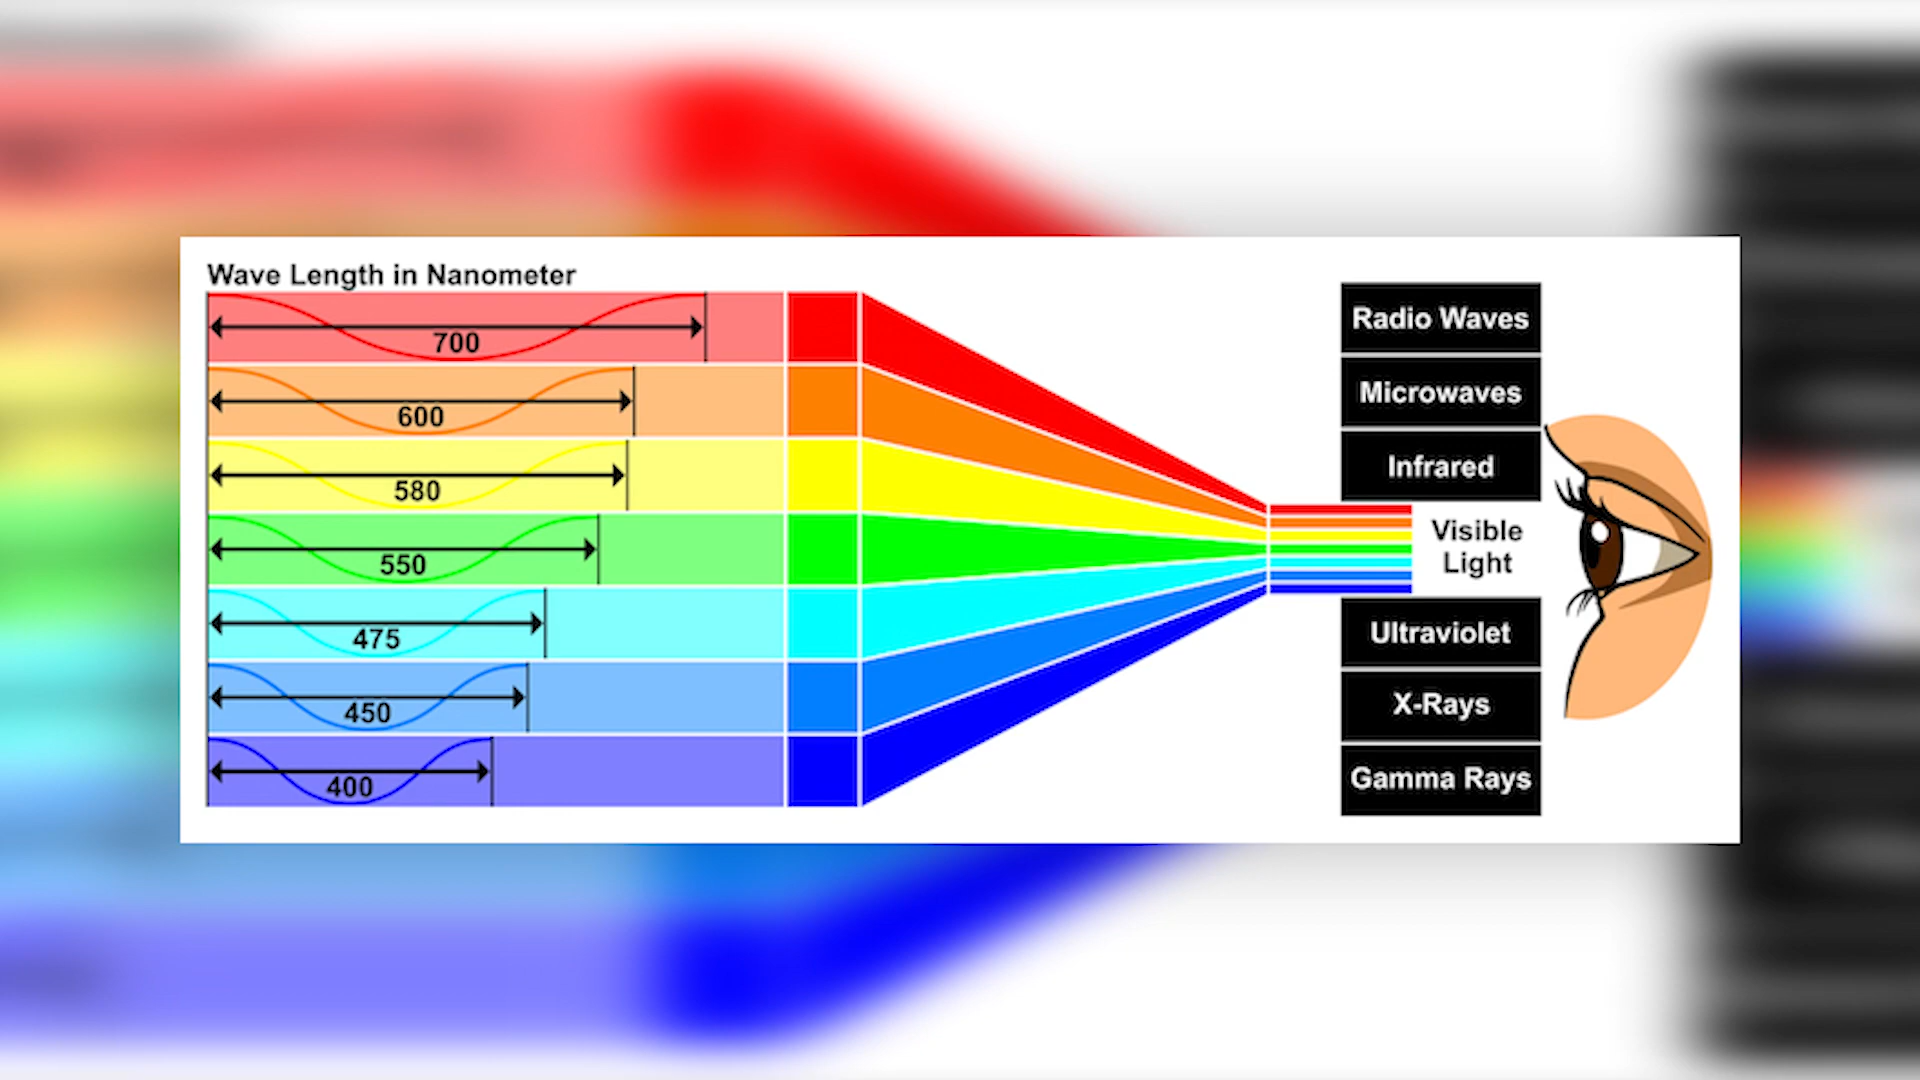 Wave Length in Nanometer
700
600
580
550
475
450
400
Radio Waves
Microwaves
Infrared
Visible
Light
Ultraviolet
X-Rays
Gamma Rays